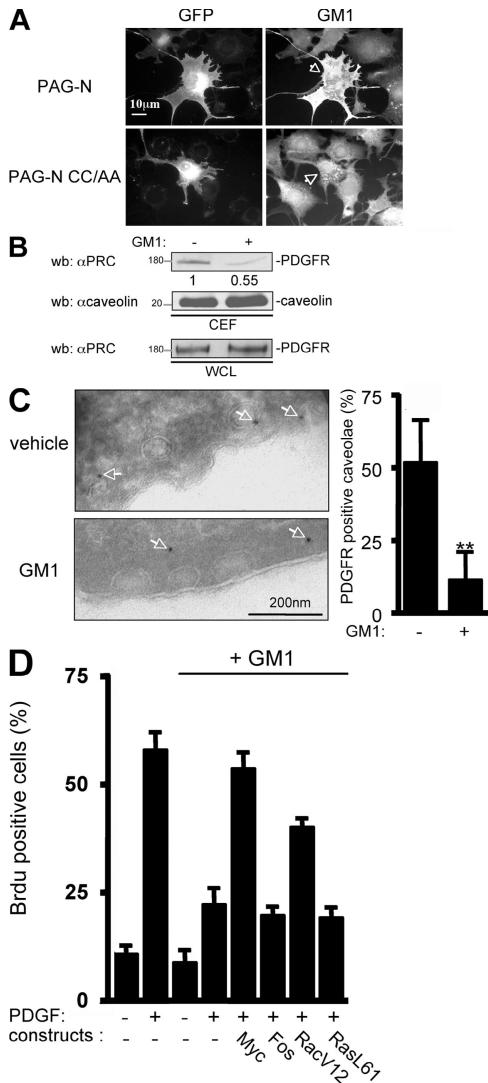 A
GFP GM1
PAG-N
10µm
PAG-N CC/AA
B
GM1: - +
wb: αPRC 180 -PDGFR
1 0.55
wb: αcaveolin 20 -caveolin
CEF
wb: αPRC 180 -PDGFR
WCL
C
vehicle
GM1
200nm
PDGFR positive caveolae (%)
75
50
25
0
**
GM1: - +
D
+ GM1
Brdu positive cells (%)
75
50
25
0
PDGF: - + - + + + + +
constructs : - - - - Myc Fos RacV12 RasL61